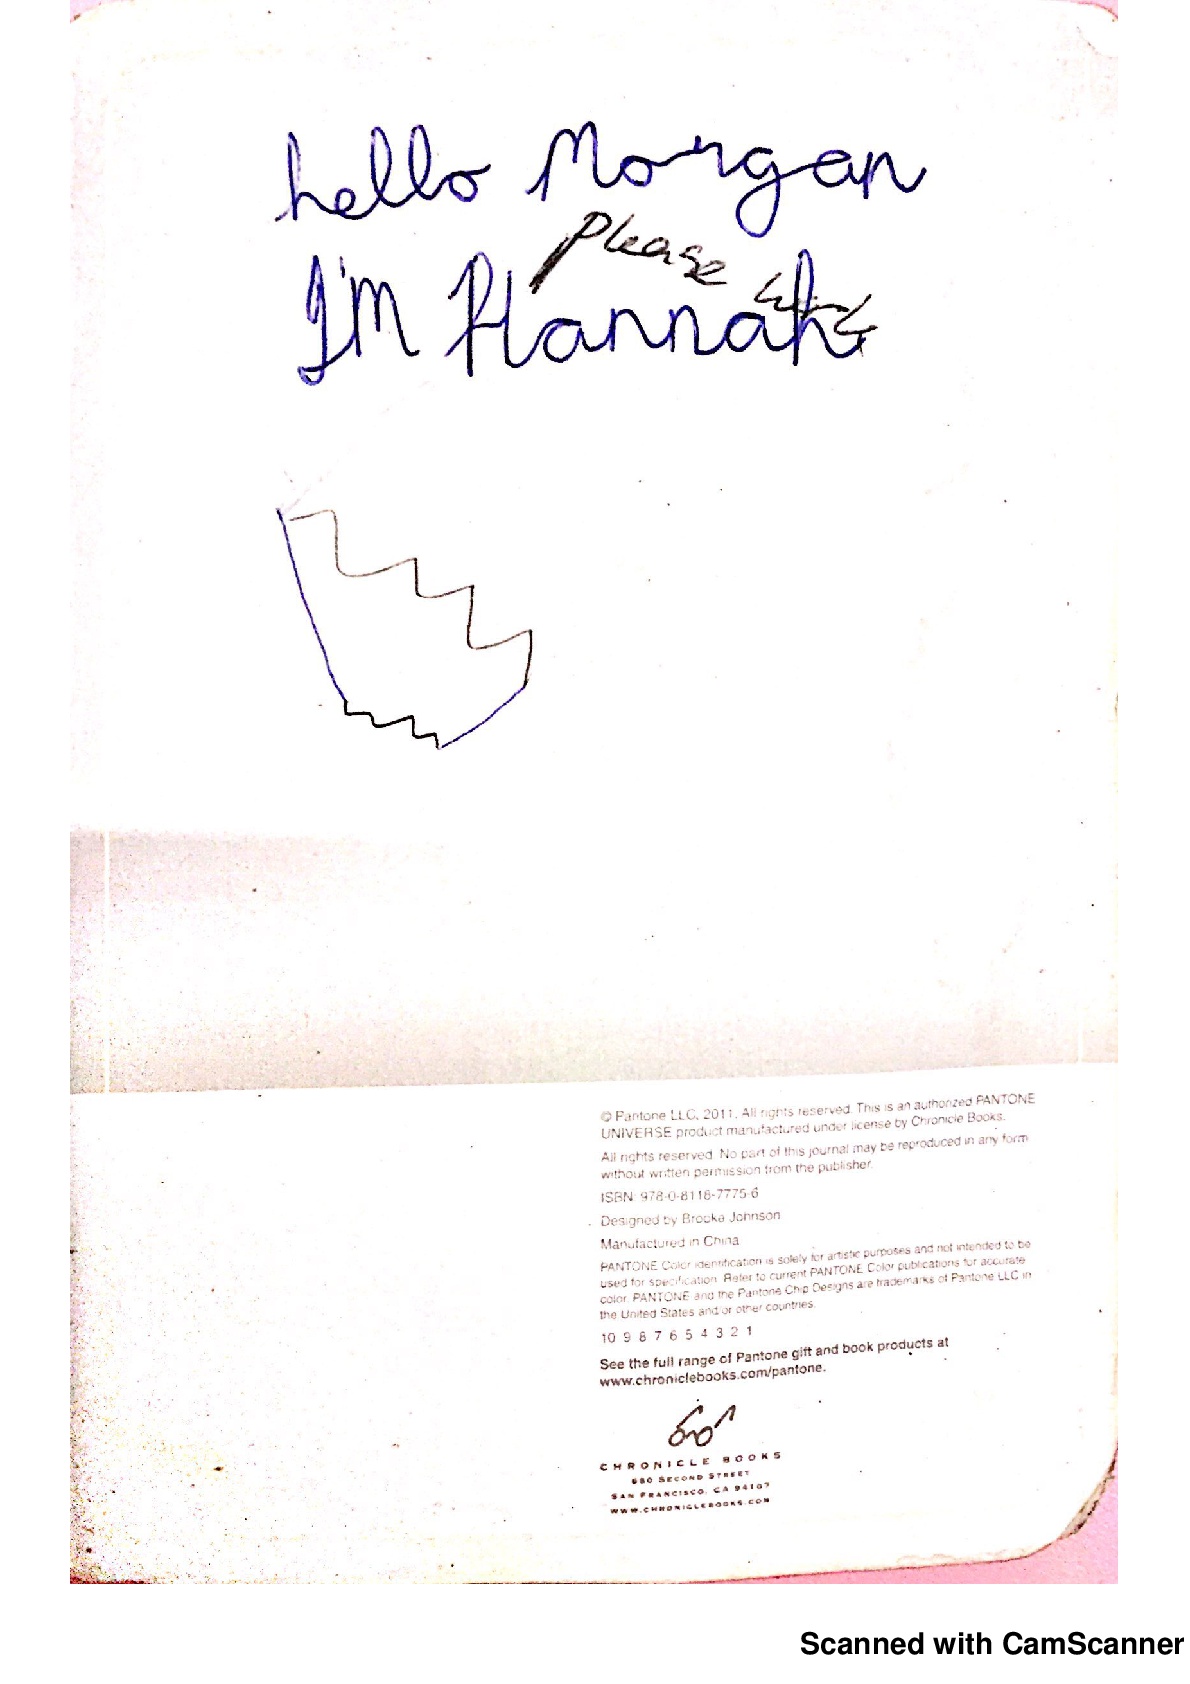 hello Morgan
please
I'm Hannah
© Pantone LLC, 2011. All rights reserved. This is an authorized PANTONE
UNIVERSE product manufactured under license by Chronicle Books.
All rights reserved. No part of this journal may be reproduced in any form
without written permission from the publisher.
ISBN: 978-0-8118-7775-6
Designed by Brooke Johnson
Manufactured in China
PANTONE Color identification is solely for artistic purposes and not intended to be
used for specification. Refer to current PANTONE Color publications for accurate
color. PANTONE and the Pantone Chip Designs are trademarks of Pantone LLC in
the United States and/or other countries.
10 9 8 7 6 5 4 3 2 1
See the full range of Pantone gift and book products at
www.chroniclebooks.com/pantone.
CHRONICLE BOOKS
680 SECOND STREET
SAN FRANCISCO, CA 94107
WWW.CHRONICLEBOOKS.COM
Scanned with CamScanner